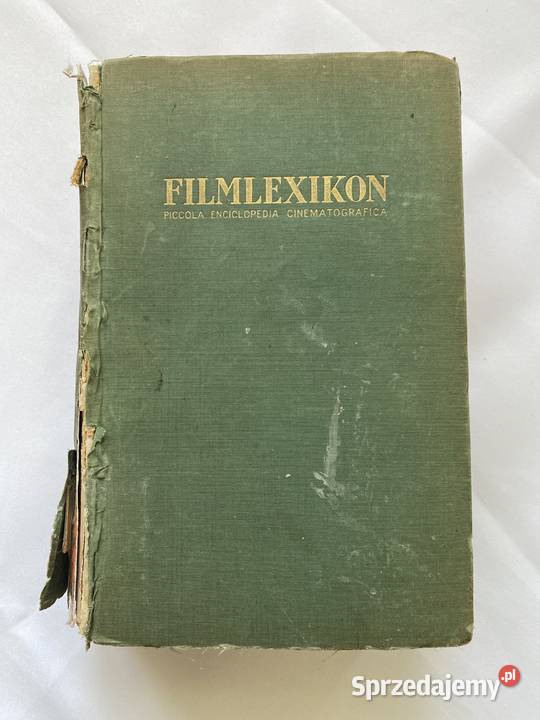 FILMLEXIKON
PICCOLA ENCICLOPEDIA CINEMATOGRAFICA
Sprzedajemy.pl